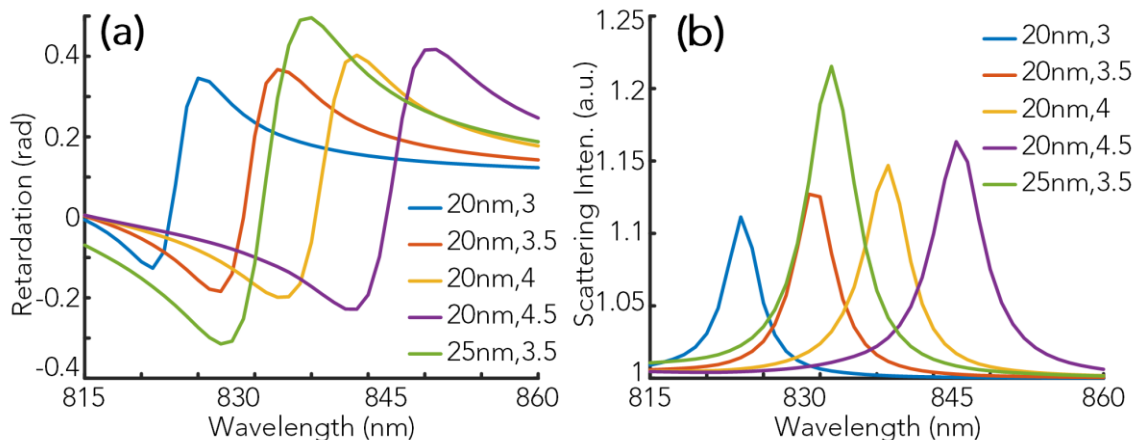 (a)
Retardation (rad)
0.4
0.2
0
-0.2
-0.4
20nm,3
20nm,3.5
20nm,4
20nm,4.5
25nm,3.5
815
830
845
860
Wavelength (nm)
(b)
Scattering Inten. (a.u.)
1.25
1.2
1.15
1.1
1.05
1
20nm,3
20nm,3.5
20nm,4
20nm,4.5
25nm,3.5
815
830
845
860
Wavelength (nm)